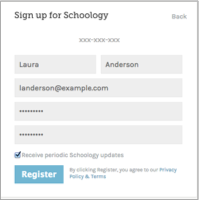 Sign up for Schoology Back
xxx-xxx-xxx
Laura Anderson
landerson@example.com
•••••••••
•••••••••
Receive periodic Schoology updates
Register By clicking Register, you agree to our Privacy
Policy & Terms